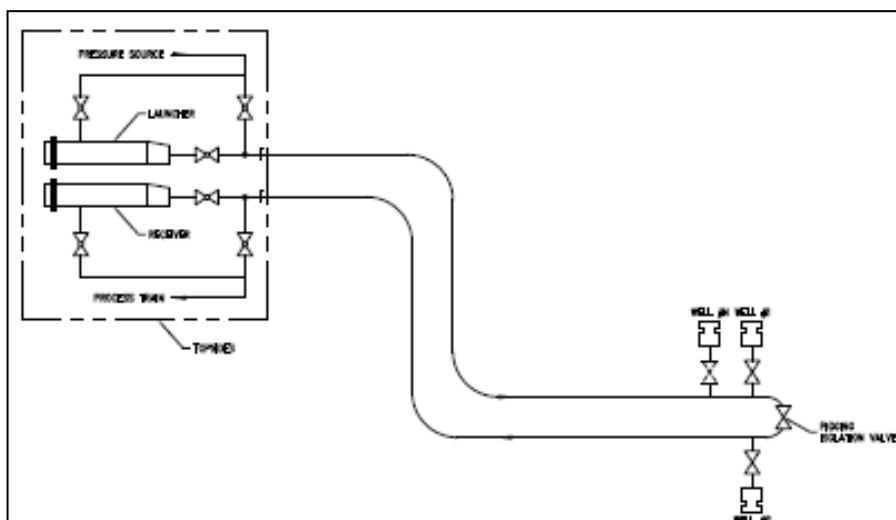 PRESSURE SOURCE
LAUNCHER
RECEIVER
PROCESS TRAIN
TOPSIDES
WELL
WELL
PIGGING
ISOLATION VALVE
WELL